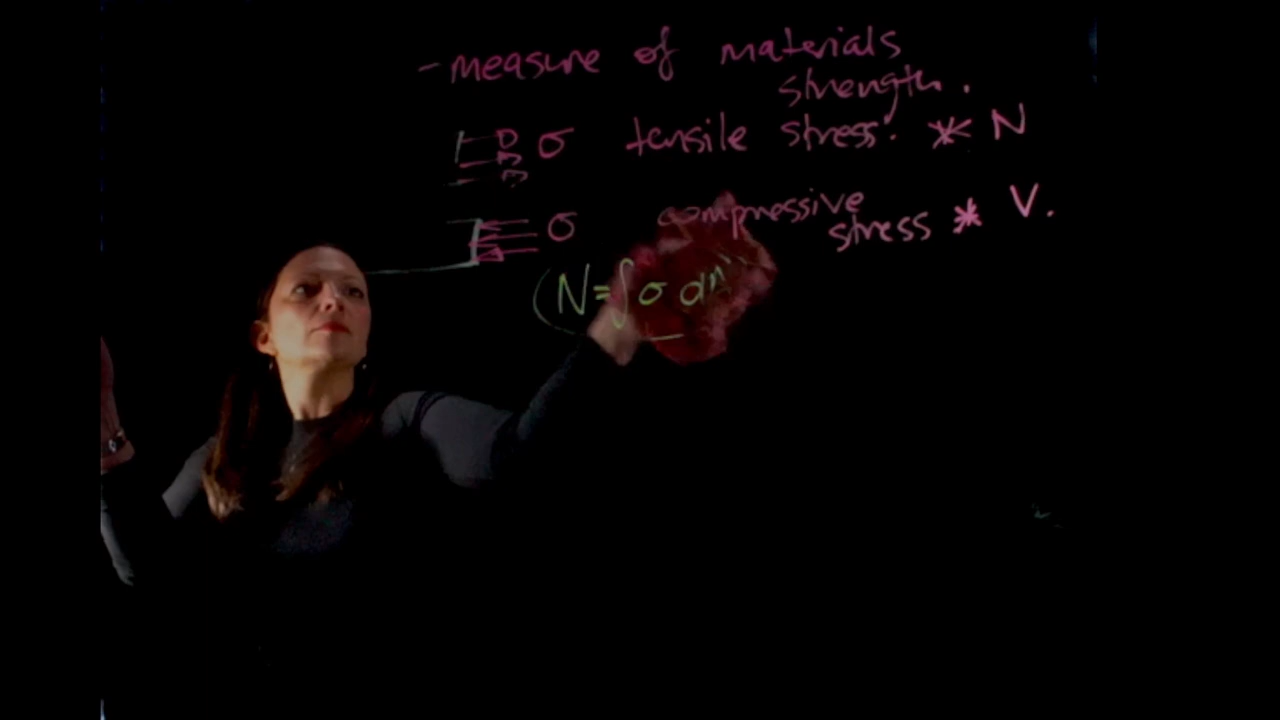 - measure of materials
strength.
σ tensile stress: * N
σ compressive
stress * V.
N=∫σ dA